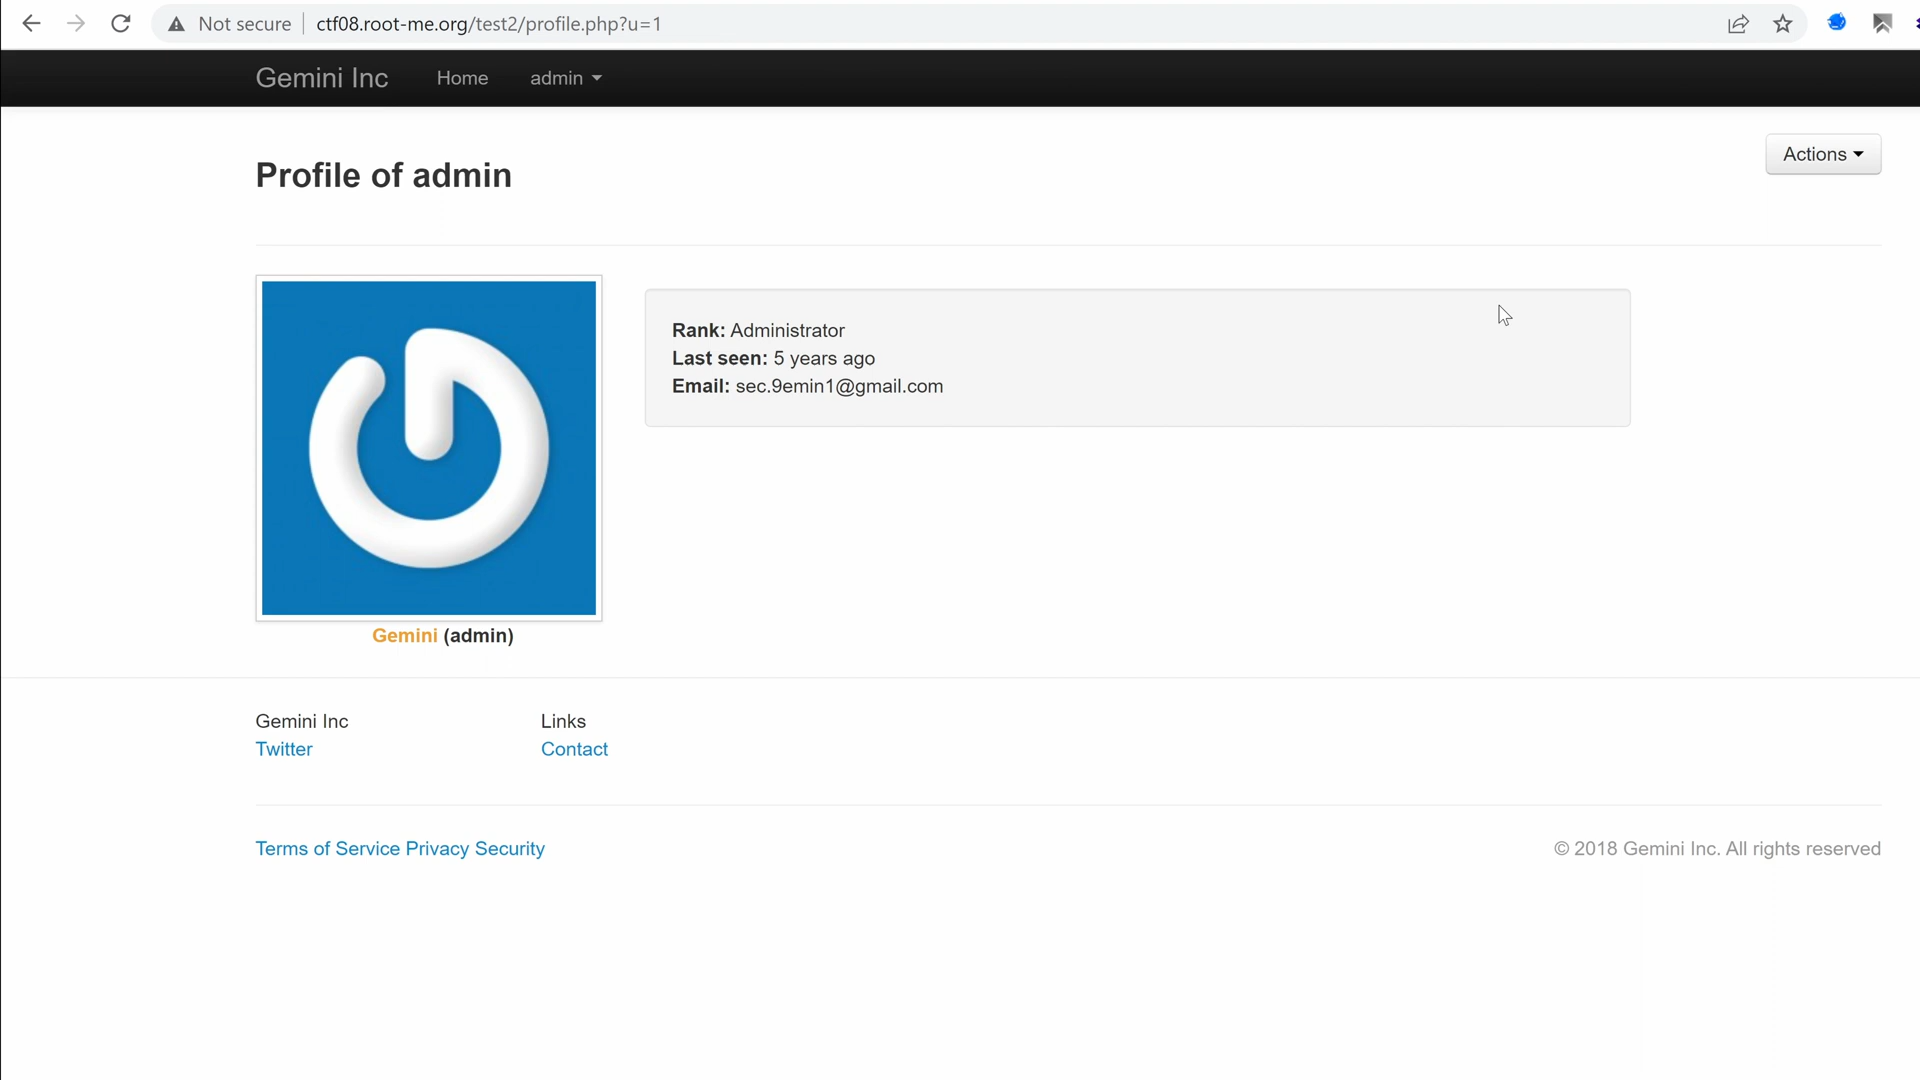 Not secure ctf08.root-me.org/test2/profile.php?u=1
Gemini Inc Home admin
Actions
Profile of admin
Rank: Administrator
Last seen: 5 years ago
Email: sec.9emin1@gmail.com
Gemini (admin)
Gemini Inc Links
Twitter Contact
Terms of Service Privacy Security © 2018 Gemini Inc. All rights reserved